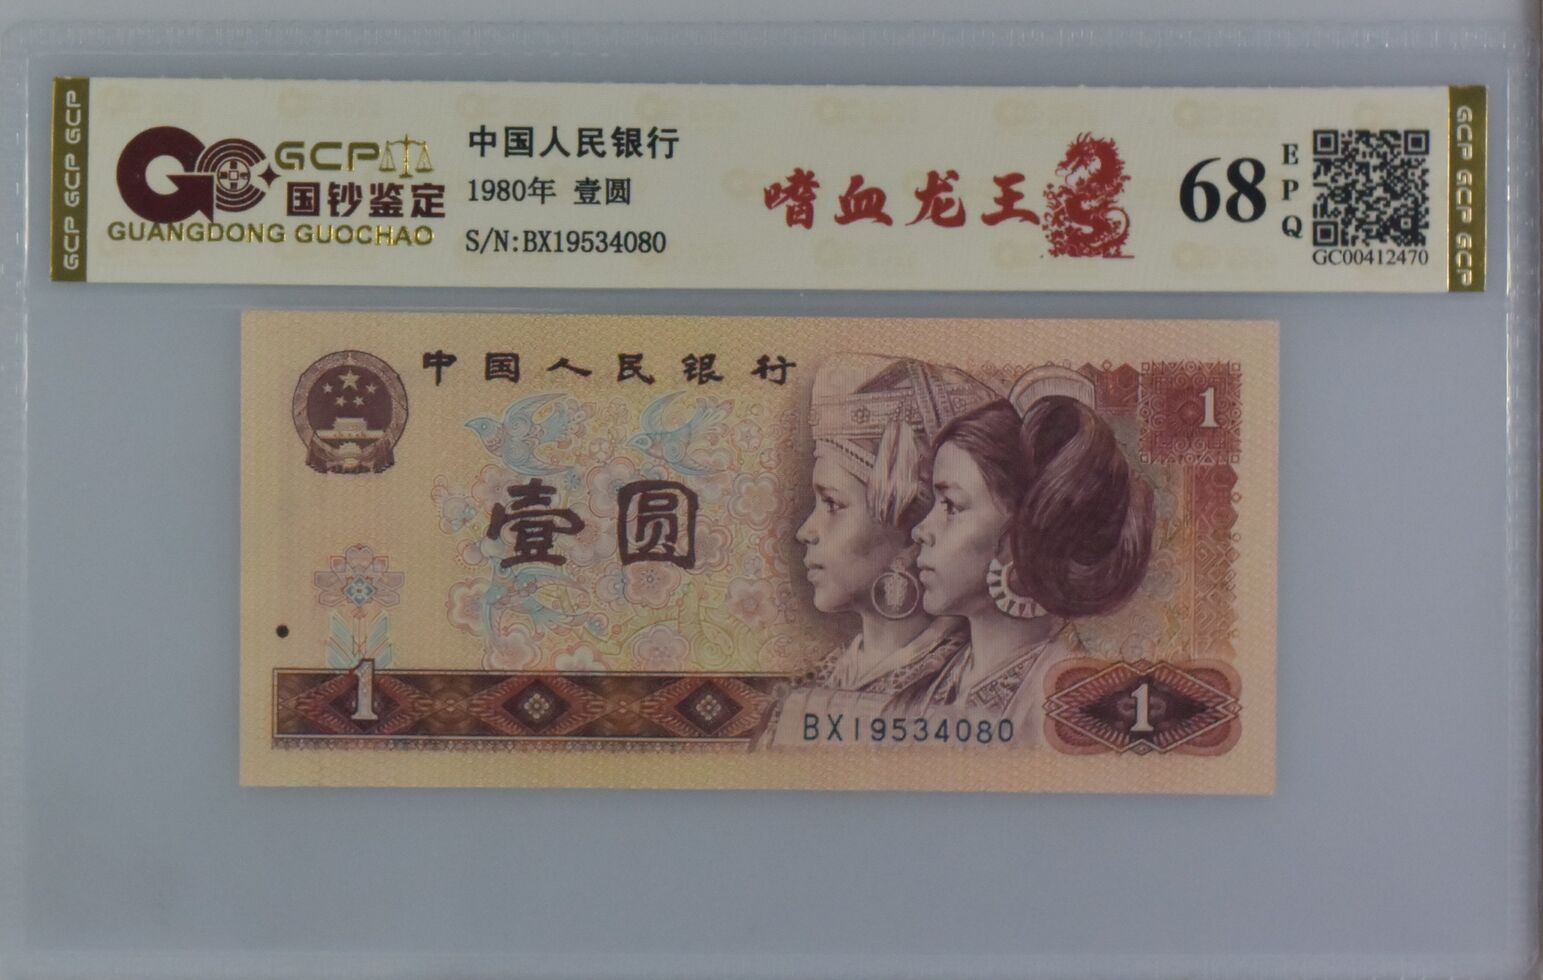 GCP GCP GCP
GCP
国钞鉴定
GUANGDONG GUOCHAO
中国人民银行
1980年 壹圆
S/N:BX19534080
嗜血龙王
68
EPQ
GC00412470
GCP GCP GCP
中国人民银行
1
壹圆
1
BX19534080
1